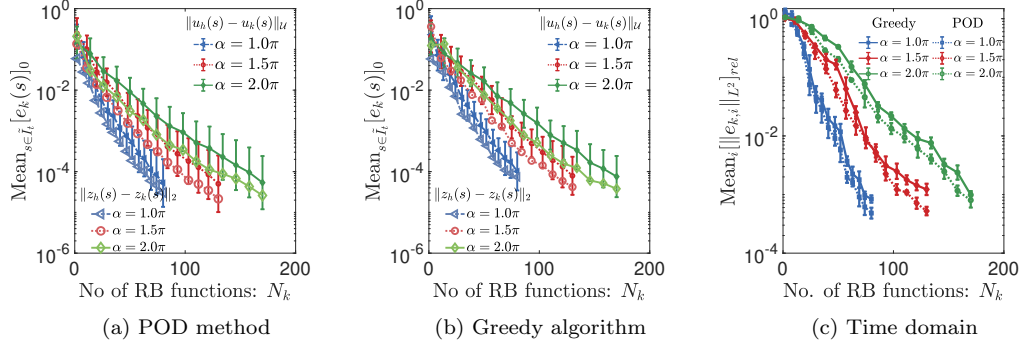 Mean_{s∈Ĩ_t}[e_k(s)]_0
10^0
10^{-2}
10^{-4}
10^{-6}
‖u_h(s) − u_k(s)‖_𝒰
α = 1.0π
α = 1.5π
α = 2.0π
‖z_h(s) − z_k(s)‖_2
α = 1.0π
α = 1.5π
α = 2.0π
0 100 200
No of RB functions: N_k
(a) POD method
Mean_{s∈Ĩ_t}[e_k(s)]_0
10^0
10^{-2}
10^{-4}
10^{-6}
‖u_h(s) − u_k(s)‖_𝒰
α = 1.0π
α = 1.5π
α = 2.0π
‖z_h(s) − z_k(s)‖_2
α = 1.0π
α = 1.5π
α = 2.0π
0 100 200
No of RB functions: N_k
(b) Greedy algorithm
Mean_i[‖e_{k,i}‖_{L^2}]_{rel}
10^0
10^{-2}
10^{-4}
Greedy POD
α = 1.0π α = 1.0π
α = 1.5π α = 1.5π
α = 2.0π α = 2.0π
0 100 200
No. of RB functions: N_k
(c) Time domain